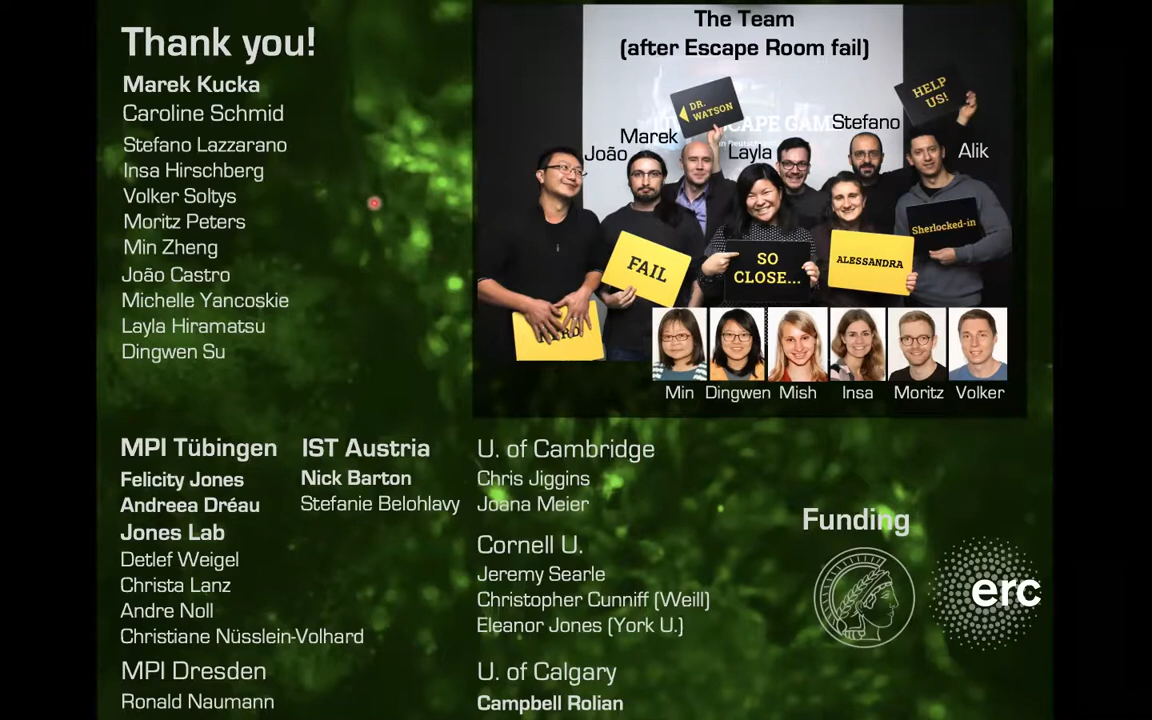 Thank you!
Marek Kucka
Caroline Schmid
Stefano Lazzarano
Insa Hirschberg
Volker Soltys
Moritz Peters
Min Zheng
João Castro
Michelle Yancoskie
Layla Hiramatsu
Dingwen Su
The Team
(after Escape Room fail)
DR.
WATSON
HELP
US!
Marek
Stefano
João
Layla
Alik
FAIL
SO
CLOSE...
ALESSANDRA
Sherlocked-in
Min Dingwen Mish Insa Moritz Volker
MPI Tübingen
Felicity Jones
Andreea Dréau
Jones Lab
Detlef Weigel
Christa Lanz
Andre Noll
Christiane Nüsslein-Volhard
MPI Dresden
Ronald Naumann
IST Austria
Nick Barton
Stefanie Belohlavy
U. of Cambridge
Chris Jiggins
Joana Meier
Cornell U.
Jeremy Searle
Christopher Cunniff (Weill)
Eleanor Jones (York U.)
U. of Calgary
Campbell Rolian
Funding
erc